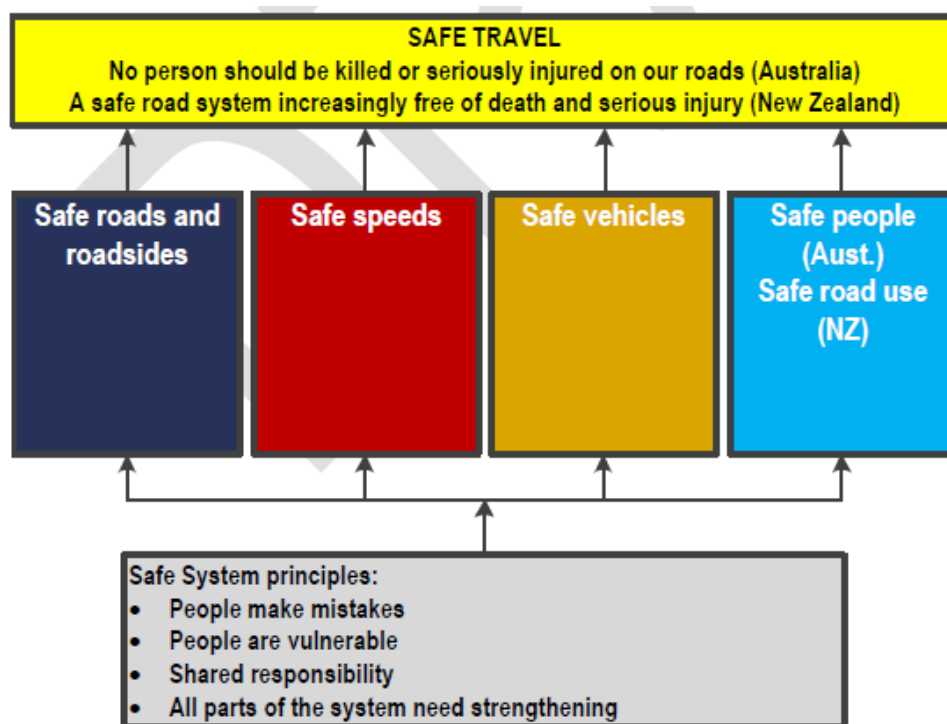 SAFE TRAVEL
No person should be killed or seriously injured on our roads (Australia)
A safe road system increasingly free of death and serious injury (New Zealand)
Safe roads and
roadsides
Safe speeds
Safe vehicles
Safe people
(Aust.)
Safe road use
(NZ)
Safe System principles:
• People make mistakes
• People are vulnerable
• Shared responsibility
• All parts of the system need strengthening